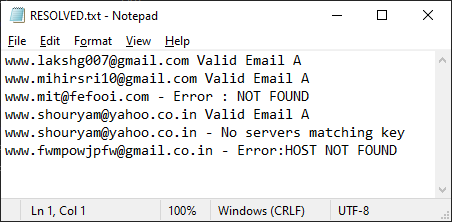 RESOLVED.txt - Notepad
File Edit Format View Help
www.lakshg007@gmail.com Valid Email A
www.mihirsri10@gmail.com Valid Email A
www.mit@fefooi.com - Error : NOT FOUND
www.shouryam@yahoo.co.in Valid Email A
www.shouryam@yahoo.co.in - No servers matching key
www.fwmpowjpfw@gmail.co.in - Error:HOST NOT FOUND
Ln 1, Col 1 100% Windows (CRLF) UTF-8